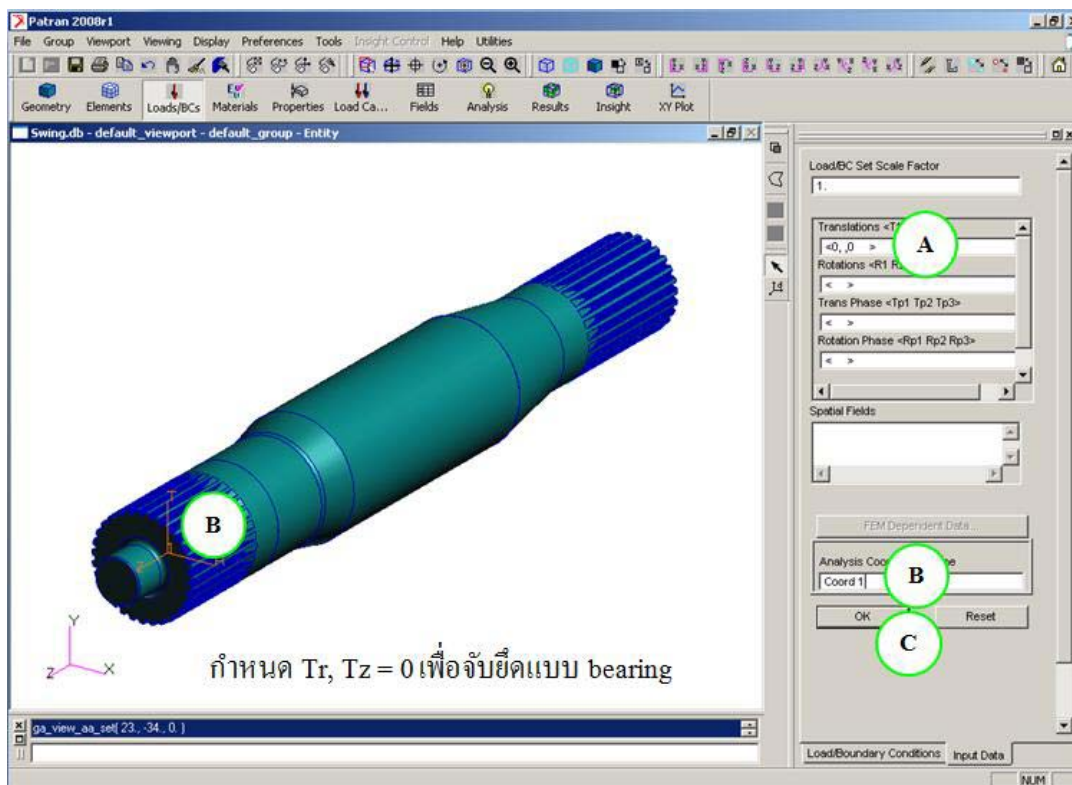 Patran 2008r1
File Group Viewport Viewing Display Preferences Tools Insight Control Help Utilities
Geometry Elements Loads/BCs Materials Properties Load Ca... Fields Analysis Results Insight XY Plot
Swing.db - default_viewport - default_group - Entity
Load/BC Set Scale Factor
1.
Translations <T1
A
<0, ,0 >
Rotations <R1
< >
Trans Phase <Tp1 Tp2 Tp3>
< >
Rotation Phase <Rp1 Rp2 Rp3>
< >
Spatial Fields
FEM Dependent Data...
Analysis
B
Coord 1
OK
Reset
C
B
T
Z
Y
X
Z
กำหนด Tr, Tz = 0 เพื่อจับยึดแบบ bearing
ga_view_aa_set( 23., -34., 0. )
Load/Boundary Conditions Input Data
NUM